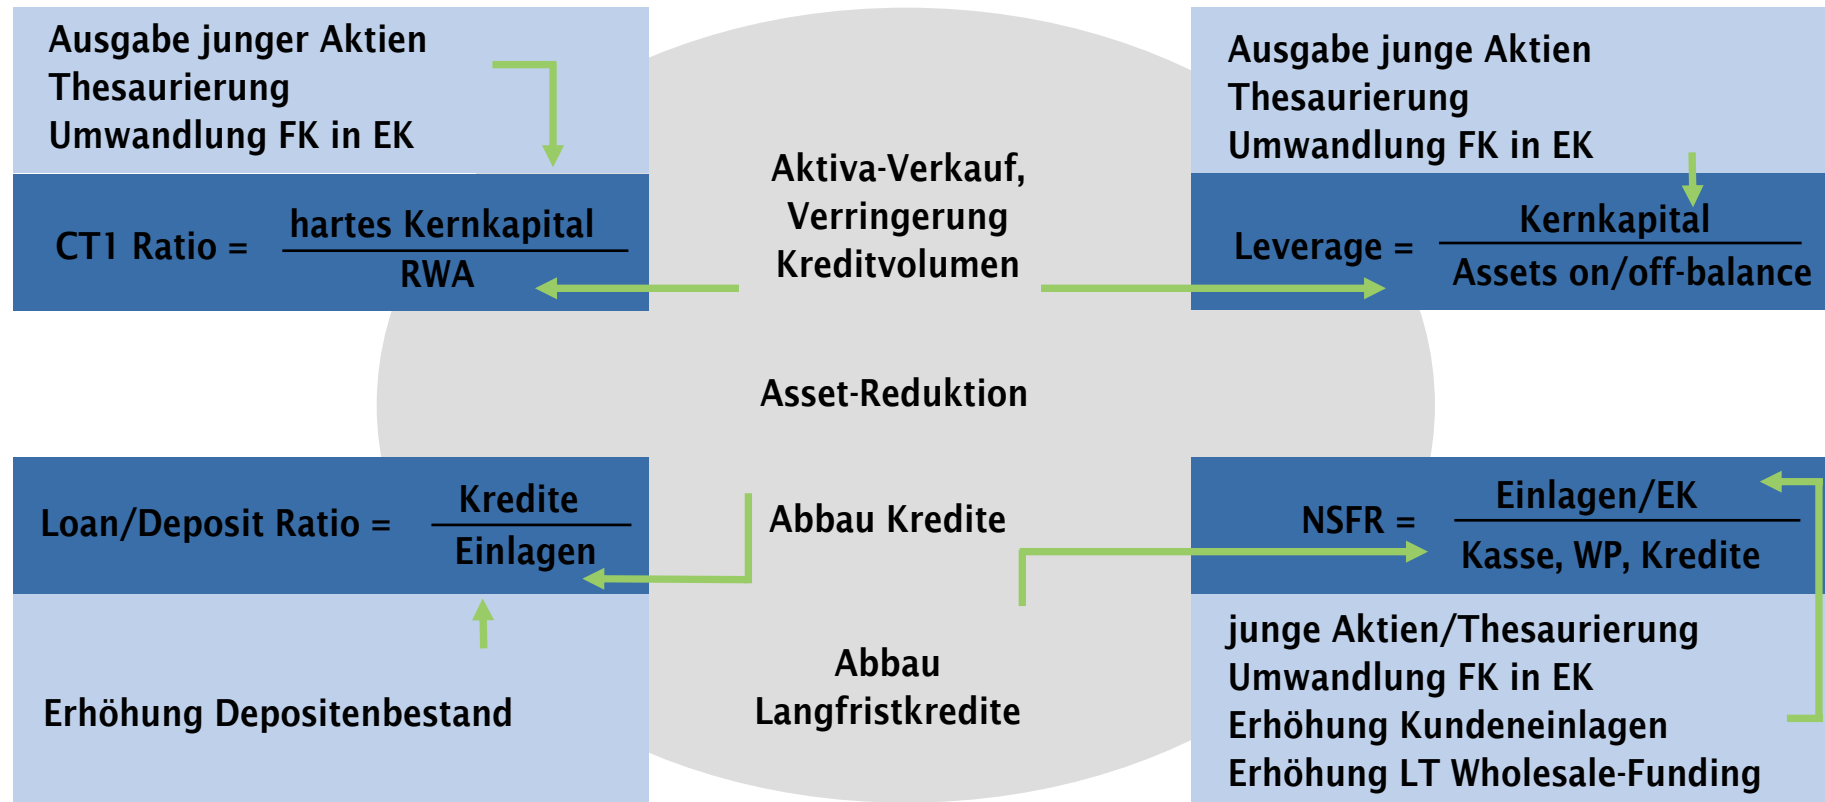 Ausgabe junger Aktien
Thesaurierung
Umwandlung FK in EK
CT1 Ratio =
hartes Kernkapital
RWA
Aktiva-Verkauf,
Verringerung
Kreditvolumen
Ausgabe junge Aktien
Thesaurierung
Umwandlung FK in EK
Leverage =
Kernkapital
Assets on/off-balance
Asset-Reduktion
Loan/Deposit Ratio =
Kredite
Einlagen
Erhöhung Depositenbestand
Abbau Kredite
Abbau
Langfristkredite
NSFR =
Einlagen/EK
Kasse, WP, Kredite
junge Aktien/Thesaurierung
Umwandlung FK in EK
Erhöhung Kundeneinlagen
Erhöhung LT Wholesale-Funding